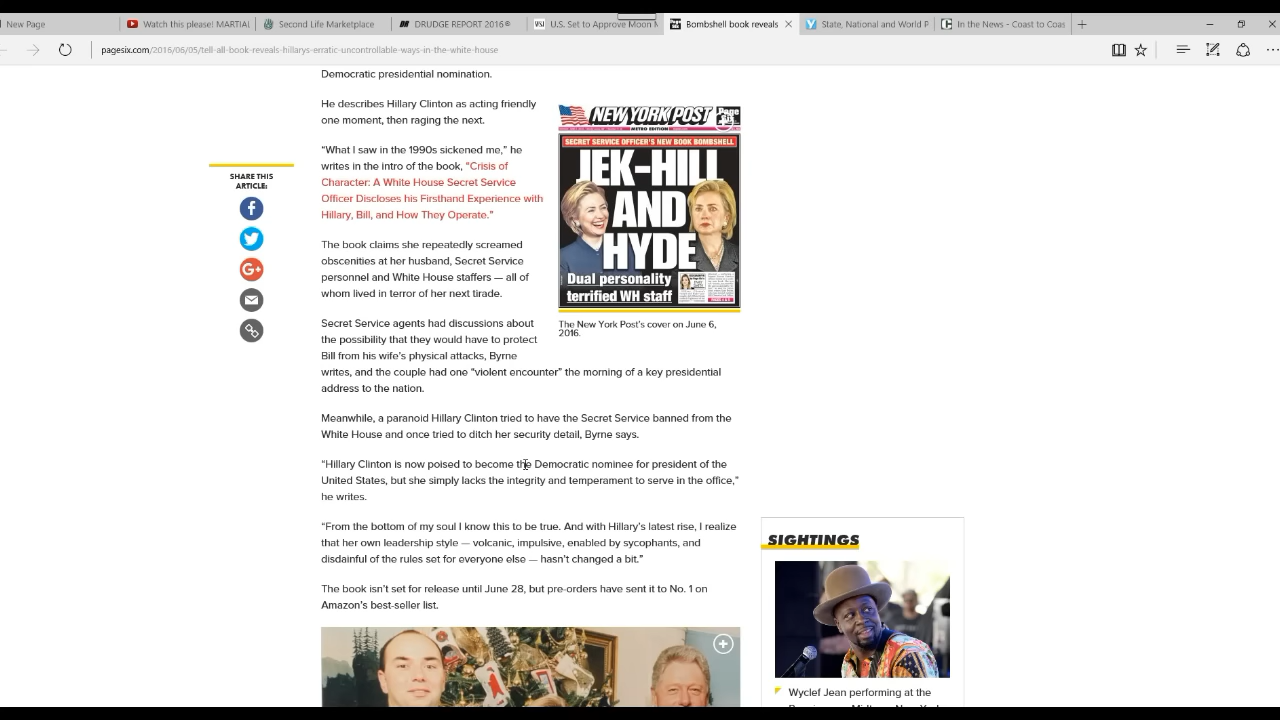 New Page
Watch this please! MARTIAL
Second Life Marketplace
DRUDGE REPORT 2016®
U.S. Set to Approve Moon M
Bombshell book reveals
State, National and World P
In the News - Coast to Coas
pagesix.com/2016/06/05/tell-all-book-reveals-hillarys-erratic-uncontrollable-ways-in-the-white-house
Democratic presidential nomination.
He describes Hillary Clinton as acting friendly
one moment, then raging the next.
“What I saw in the 1990s sickened me,” he
writes in the intro of the book, “Crisis of
Character: A White House Secret Service
Officer Discloses his Firsthand Experience with
Hillary, Bill, and How They Operate.”
The book claims she repeatedly screamed
obscenities at her husband, Secret Service
personnel and White House staffers — all of
whom lived in terror of her next tirade.
Secret Service agents had discussions about
the possibility that they would have to protect
Bill from his wife’s physical attacks, Byrne
writes, and the couple had one “violent encounter” the morning of a key presidential
address to the nation.
Meanwhile, a paranoid Hillary Clinton tried to have the Secret Service banned from the
White House and once tried to ditch her security detail, Byrne says.
“Hillary Clinton is now poised to become the Democratic nominee for president of the
United States, but she simply lacks the integrity and temperament to serve in the office,”
he writes.
“From the bottom of my soul I know this to be true. And with Hillary’s latest rise, I realize
that her own leadership style — volcanic, impulsive, enabled by sycophants, and
disdainful of the rules set for everyone else — hasn’t changed a bit.”
The book isn’t set for release until June 28, but pre-orders have sent it to No. 1 on
Amazon’s best-seller list.
SHARE THIS
ARTICLE:
NEW YORK POST
METRO EDITION
SECRET SERVICE OFFICER'S NEW BOOK BOMBSHELL
JEK-HILL
AND
HYDE
Dual personality
terrified WH staff
The New York Post’s cover on June 6,
2016.
SIGHTINGS
Wyclef Jean performing at the